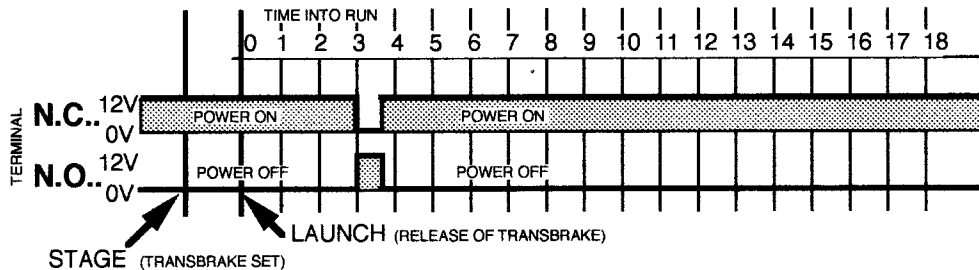 TIME INTO RUN
0 1 2 3 4 5 6 7 8 9 10 11 12 13 14 15 16 17 18
TERMINAL
N.C.. 12V POWER ON POWER ON
0V
N.O.. 12V POWER OFF POWER OFF
0V
LAUNCH (RELEASE OF TRANSBRAKE)
STAGE (TRANSBRAKE SET)